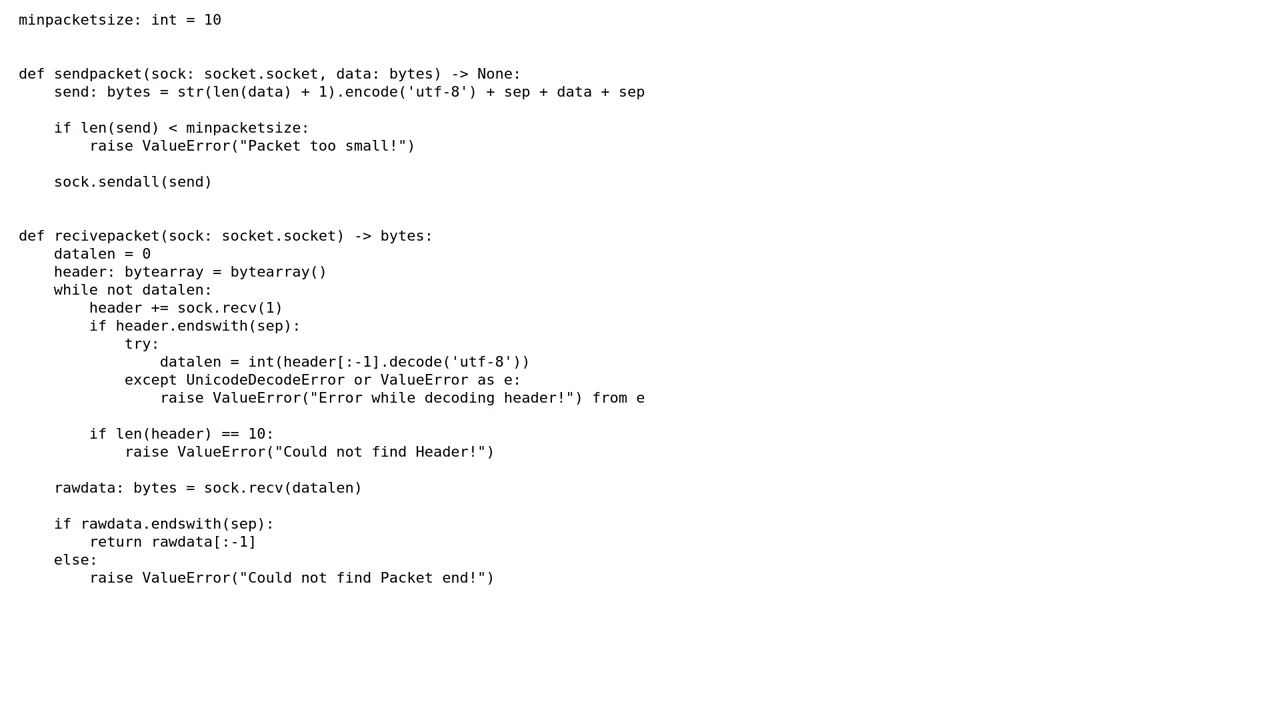 minpacketsize: int = 10
def sendpacket(sock: socket.socket, data: bytes) -> None:
    send: bytes = str(len(data) + 1).encode('utf-8') + sep + data + sep
    if len(send) < minpacketsize:
        raise ValueError("Packet too small!")
    sock.sendall(send)
def recivepacket(sock: socket.socket) -> bytes:
    datalen = 0
    header: bytearray = bytearray()
    while not datalen:
        header += sock.recv(1)
        if header.endswith(sep):
            try:
                datalen = int(header[:-1].decode('utf-8'))
            except UnicodeDecodeError or ValueError as e:
                raise ValueError("Error while decoding header!") from e
        if len(header) == 10:
            raise ValueError("Could not find Header!")
    rawdata: bytes = sock.recv(datalen)
    if rawdata.endswith(sep):
        return rawdata[:-1]
    else:
        raise ValueError("Could not find Packet end!")